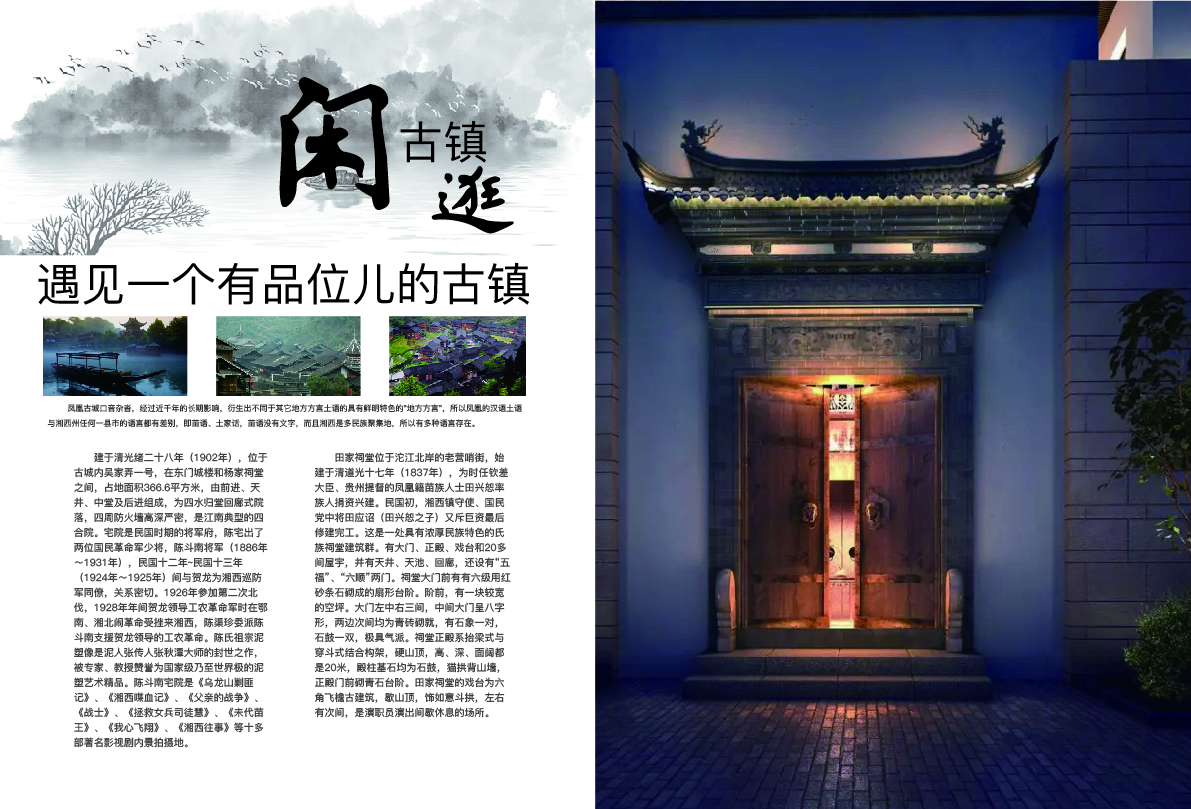 闲
古镇
逛
遇见一个有品位儿的古镇
凤凰古城口音杂沓，经过近千年的长期影响，衍生出不同于其它地方方言土语的具有鲜明特色的“地方方言”，所以凤凰的汉语土语
与湘西州任何一县市的语言都有差别，即苗语、土家话，苗语没有文字，而且湘西是多民族聚集地，所以有多种语言存在。
建于清光绪二十八年（1902年），位于
古城内吴家弄一号，在东门城楼和杨家祠堂
之间，占地面积366.6平方米，由前进、天
井、中堂及后进组成，为四水归堂回廊式院
落，四周防火墙高深严密，是江南典型的四
合院。宅院是民国时期的将军府，陈宅出了
两位国民革命军少将，陈斗南将军（1886年
～1931年），民国十二年~民国十三年
（1924年～1925年）间与贺龙为湘西巡防
军同僚，关系密切。1926年参加第二次北
伐，1928年年间贺龙领导工农革命军时在鄂
南、湘北闹革命受挫来湘西，陈渠珍委派陈
斗南支援贺龙领导的工农革命。陈氏祖宗泥
塑像是泥人张传人张秋潭大师的封世之作，
被专家、教授赞誉为国家级乃至世界极的泥
塑艺术精品。陈斗南宅院是《乌龙山剿匪
记》、《湘西喋血记》、《父亲的战争》、
《战士》、《拯救女兵司徒慧》、《末代苗
王》、《我心飞翔》、《湘西往事》等十多
部著名影视剧内景拍摄地。
田家祠堂位于沱江北岸的老营哨街，始
建于清道光十七年（1837年），为时任钦差
大臣、贵州提督的凤凰籍苗族人士田兴恕率
族人捐资兴建。民国初，湘西镇守使、国民
党中将田应诏（田兴恕之子）又斥巨资最后
修建完工。这是一处具有浓厚民族特色的氏
族祠堂建筑群。有大门、正殿、戏台和20多
间屋字，并有天井、天池、回廊，还设有“五
福”、“六顺”两门。祠堂大门前有有六级用红
砂条石砌成的扇形台阶。阶前，有一块较宽
的空坪。大门左中右三间，中间大门呈八字
形，两边次间均为青砖砌就，有石象一对，
石鼓一双，极具气派。祠堂正殿系抬梁式与
穿斗式结合构架，硬山顶，高、深、面阔都
是20米，殿柱基石均为石鼓，猫拱背山墙，
正殿门前砌青石台阶。田家祠堂的戏台为六
角飞檐古建筑，歇山顶，饰如意斗拱，左右
有次间，是演职员演出间歇休息的场所。